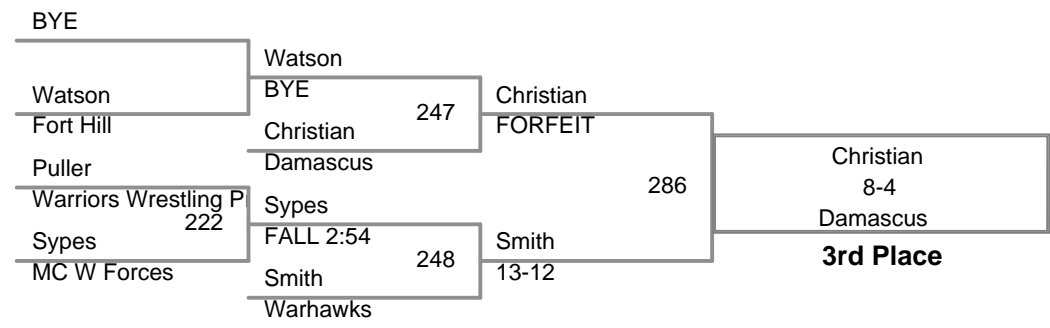 BYE
Watson
Fort Hill
Puller
Warriors Wrestling P
222
Sypes
MC W Forces
Watson
BYE
247
Christian
Damascus
Sypes
FALL 2:54
248
Smith
Warhawks
Christian
FORFEIT
286
Smith
13-12
Christian
8-4
Damascus
3rd Place